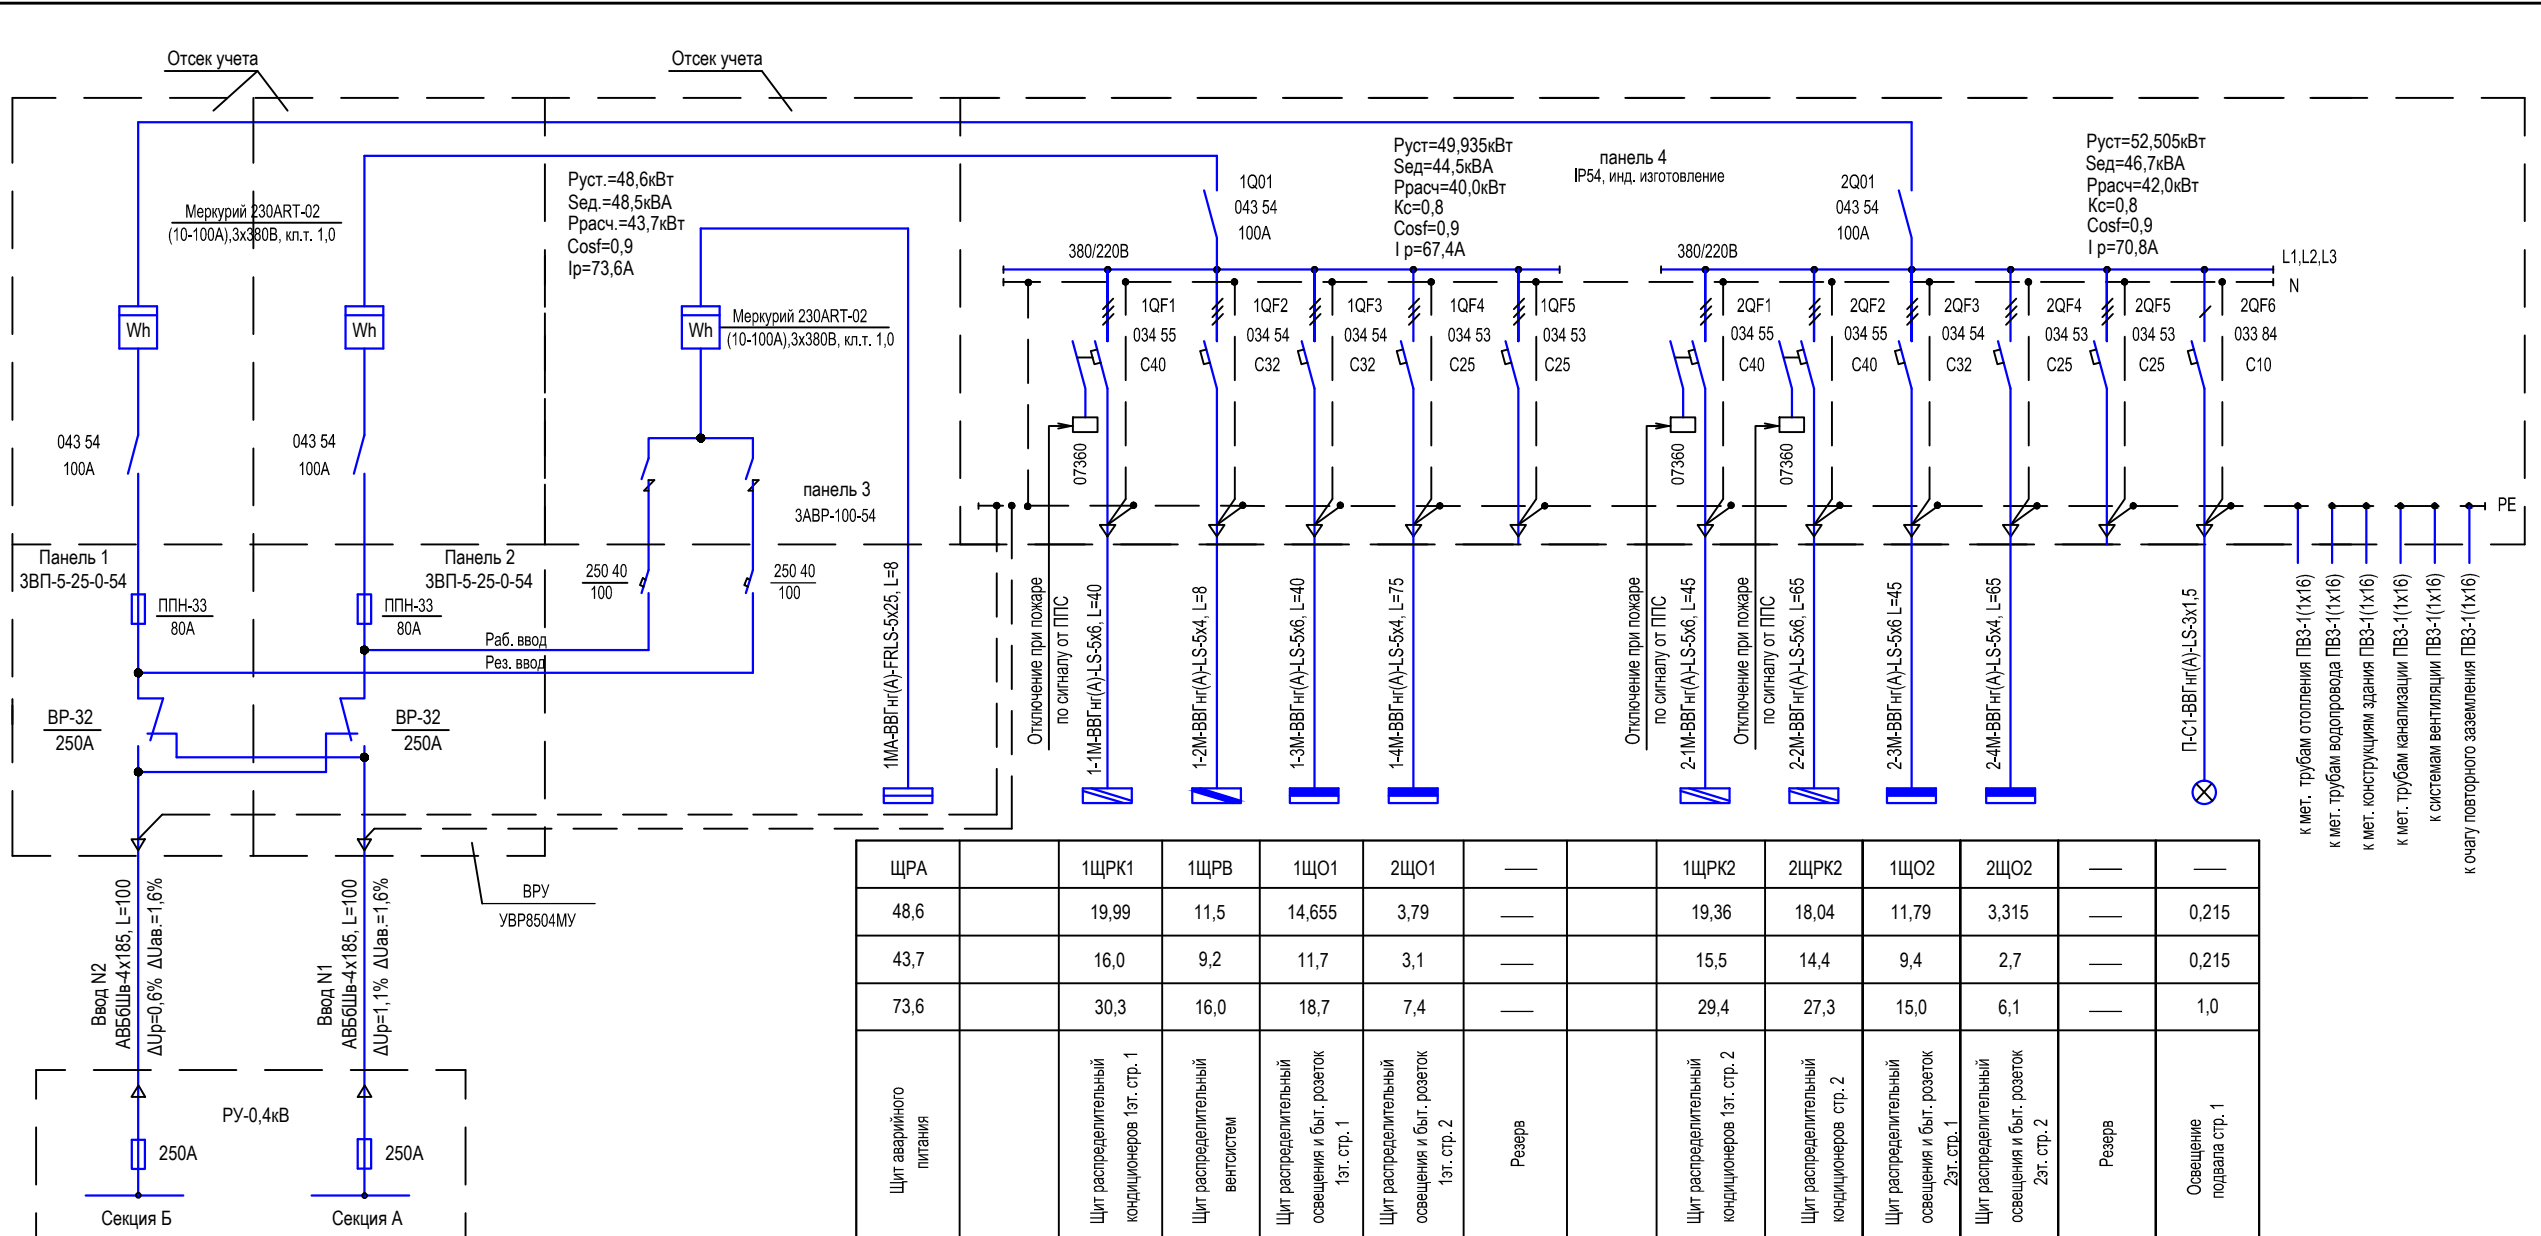 Отсек учета
Отсек учета
Меркурий 230ART-02
(10-100А),3х380В, кл.т. 1,0
Руст.=48,6кВт
Sед.=48,5кВА
Ррасч.=43,7кВт
Cosf=0,9
Iр=73,6А
Руст=49,935кВт
Sед=44,5кВА
Ррасч=40,0кВт
Кс=0,8
Cosf=0,9
I р=67,4А
панель 4
IP54, инд. изготовление
Руст=52,505кВт
Sед=46,7кВА
Ррасч=42,0кВт
Кс=0,8
Cosf=0,9
I р=70,8А
1Q01
043 54
100А
2Q01
043 54
100А
380/220В
380/220В
L1,L2,L3
N
Wh
Wh
Wh
Меркурий 230ART-02
(10-100А),3х380В, кл.т. 1,0
1QF1
034 55
С40
1QF2
034 54
С32
1QF3
034 54
С32
1QF4
034 53
С25
1QF5
034 53
С25
2QF1
034 55
С40
2QF2
034 55
С40
2QF3
034 54
С32
2QF4
034 53
С25
2QF5
034 53
С25
2QF6
033 84
С10
043 54
100А
043 54
100А
07360
07360
07360
панель 3
3АВР-100-54
PE
Панель 1
3ВП-5-25-0-54
Панель 2
3ВП-5-25-0-54
ППН-33
80А
ППН-33
80А
250 40
100
250 40
100
Раб. ввод
Рез. ввод
ВР-32
250А
ВР-32
250А
1МА-ВВГнг(А)-FRLS-5х25, L=8
Отключение при пожаре
по сигналу от ППС
1-1М-ВВГнг(А)-LS-5х6, L=40
1-2М-ВВГнг(А)-LS-5х4, L=8
1-3М-ВВГнг(А)-LS-5х6, L=40
1-4М-ВВГнг(А)-LS-5х4, L=75
Отключение при пожаре
по сигналу от ППС
2-1М-ВВГнг(А)-LS-5х6, L=45
Отключение при пожаре
по сигналу от ППС
2-2М-ВВГнг(А)-LS-5х6, L=65
2-3М-ВВГнг(А)-LS-5х6 L=45
2-4М-ВВГнг(А)-LS-5х4, L=65
П-С1-ВВГнг(А)-LS-3х1,5
к мет. трубам отопления ПВ3-1(1х16)
к мет. трубам водопровода ПВ3-1(1х16)
к мет. конструкциям здания ПВ3-1(1х16)
к мет. трубам канализации ПВ3-1(1х16)
к системам вентиляции ПВ3-1(1х16)
к очагу повторного заземления ПВ3-1(1х16)
ВРУ
УВР8504МУ
Ввод N2
АВБбШв-4х185, L=100
ΔUр=0,6% ΔUав.=1,6%
Ввод N1
АВБбШв-4х185, L=100
ΔUр=1,1% ΔUав.=1,6%
РУ-0,4кВ
250А
250А
Секция Б
Секция А
ЩРА 1ЩРК1 1ЩРВ 1ЩО1 2ЩО1 — 1ЩРК2 2ЩРК2 1ЩО2 2ЩО2 — —
48,6 19,99 11,5 14,655 3,79 — 19,36 18,04 11,79 3,315 — 0,215
43,7 16,0 9,2 11,7 3,1 — 15,5 14,4 9,4 2,7 — 0,215
73,6 30,3 16,0 18,7 7,4 — 29,4 27,3 15,0 6,1 — 1,0
Щит аварийного
питания
Щит распределительный
кондиционеров 1эт. стр. 1
Щит распределительный
вентсистем
Щит распределительный
освещения и быт. розеток
1эт. стр. 1
Щит распределительный
освещения и быт. розеток
1эт. стр. 2
Резерв
Щит распределительный
кондиционеров 1эт. стр. 2
Щит распределительный
кондиционеров стр. 2
Щит распределительный
освещения и быт. розеток
2эт. стр. 1
Щит распределительный
освещения и быт. розеток
2эт. стр. 2
Резерв
Освещение
подвала стр. 1